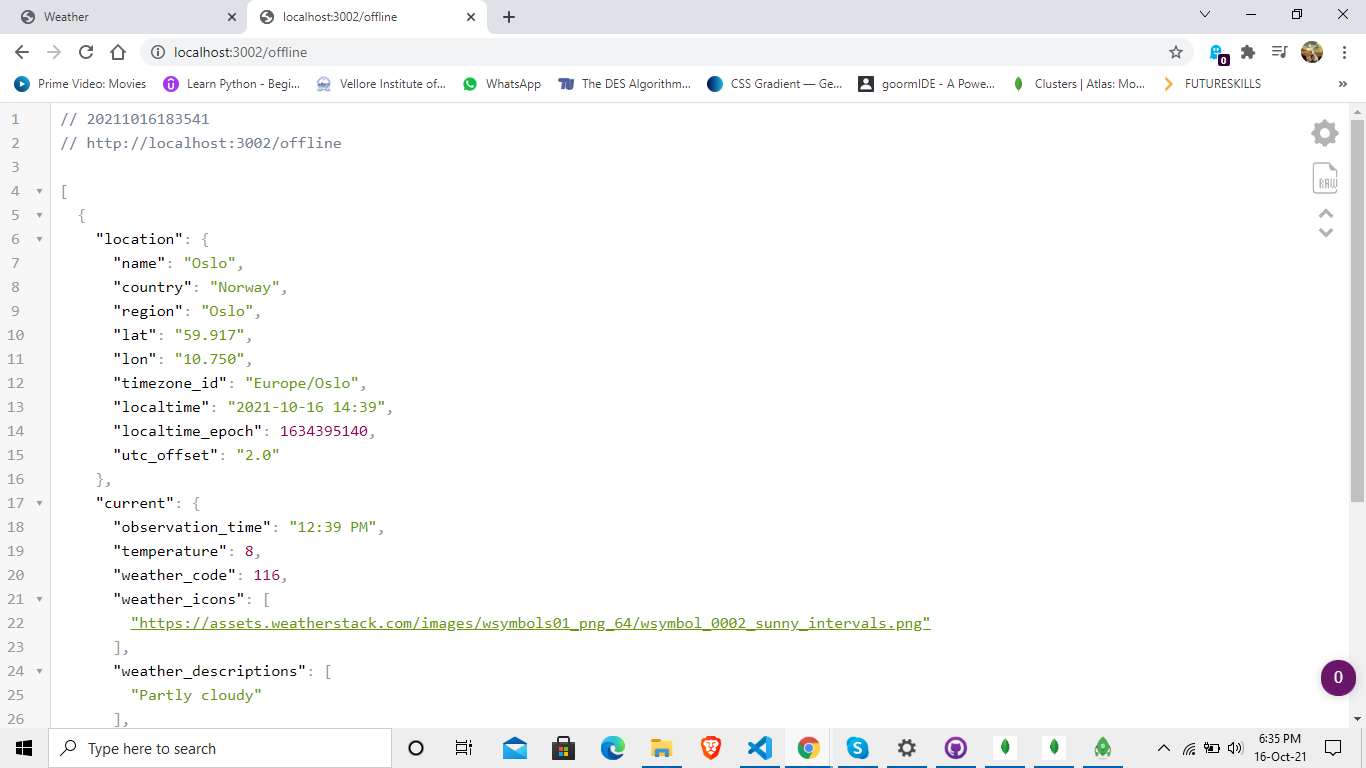 Weather
localhost:3002/offline
localhost:3002/offline
0
Prime Video: Movies
Learn Python - Begi...
Vellore Institute of...
WhatsApp
The DES Algorithm...
CSS Gradient — Ge...
goormIDE - A Powe...
Clusters | Atlas: Mo...
FUTURESKILLS
1 // 20211016183541
2 // http://localhost:3002/offline
3
4 [
5 {
6 "location": {
7 "name": "Oslo",
8 "country": "Norway",
9 "region": "Oslo",
10 "lat": "59.917",
11 "lon": "10.750",
12 "timezone_id": "Europe/Oslo",
13 "localtime": "2021-10-16 14:39",
14 "localtime_epoch": 1634395140,
15 "utc_offset": "2.0"
16 },
17 "current": {
18 "observation_time": "12:39 PM",
19 "temperature": 8,
20 "weather_code": 116,
21 "weather_icons": [
22 "https://assets.weatherstack.com/images/wsymbols01_png_64/wsymbol_0002_sunny_intervals.png"
23 ],
24 "weather_descriptions": [
25 "Partly cloudy"
26 ],
RAW
0
Type here to search
6:35 PM
16-Oct-21